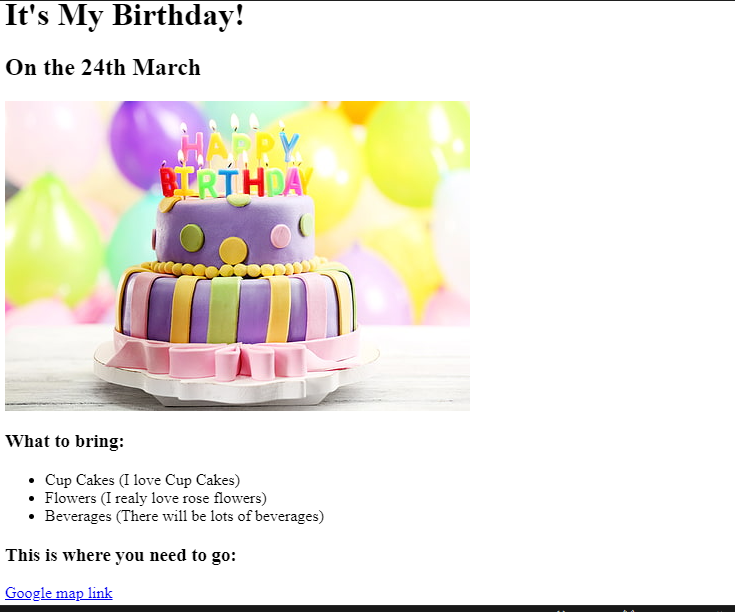 It's My Birthday!
On the 24th March
HAPPY
BIRTHDAY
What to bring:
Cup Cakes (I love Cup Cakes)
Flowers (I realy love rose flowers)
Beverages (There will be lots of beverages)
This is where you need to go:
Google map link